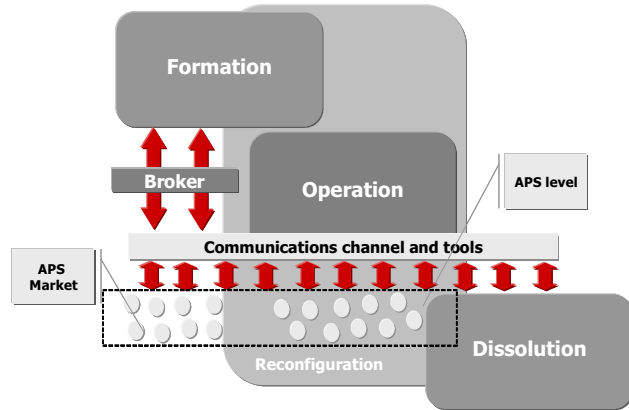 Formation
Broker
Operation
APS level
Communications channel and tools
APS
Market
Reconfiguration
Dissolution